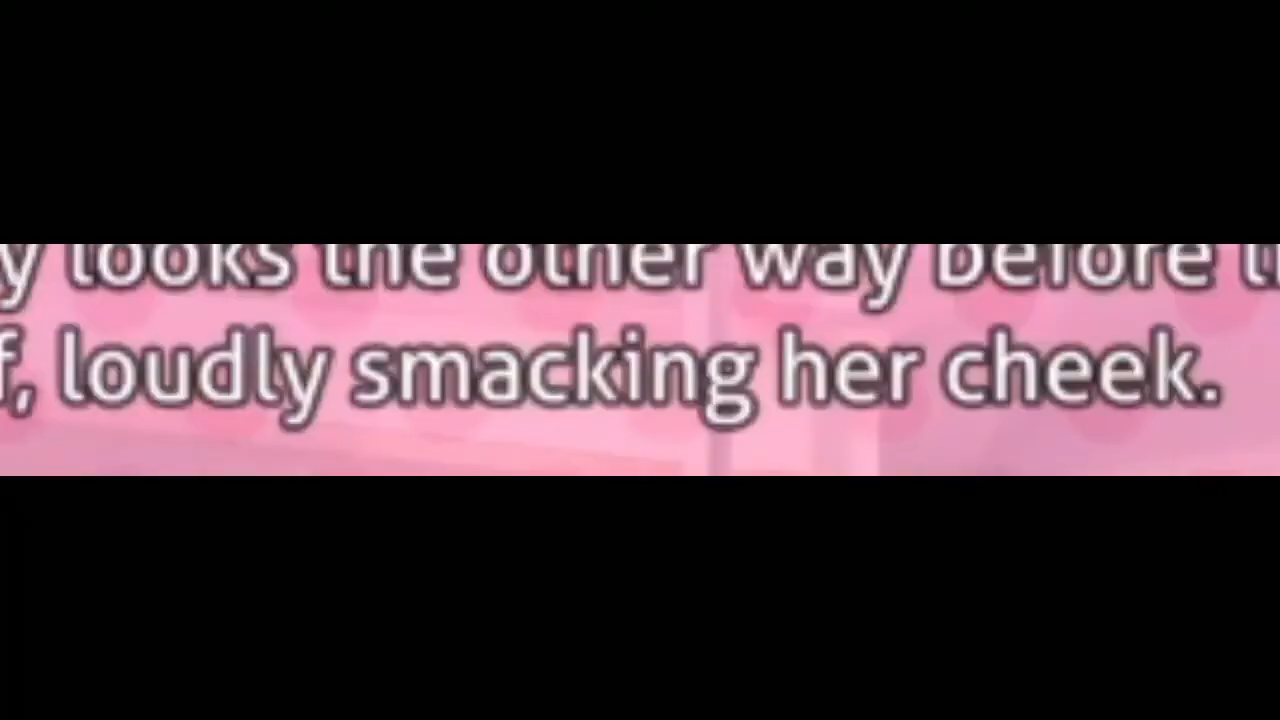 y looks the other way before
f, loudly smacking her cheek.